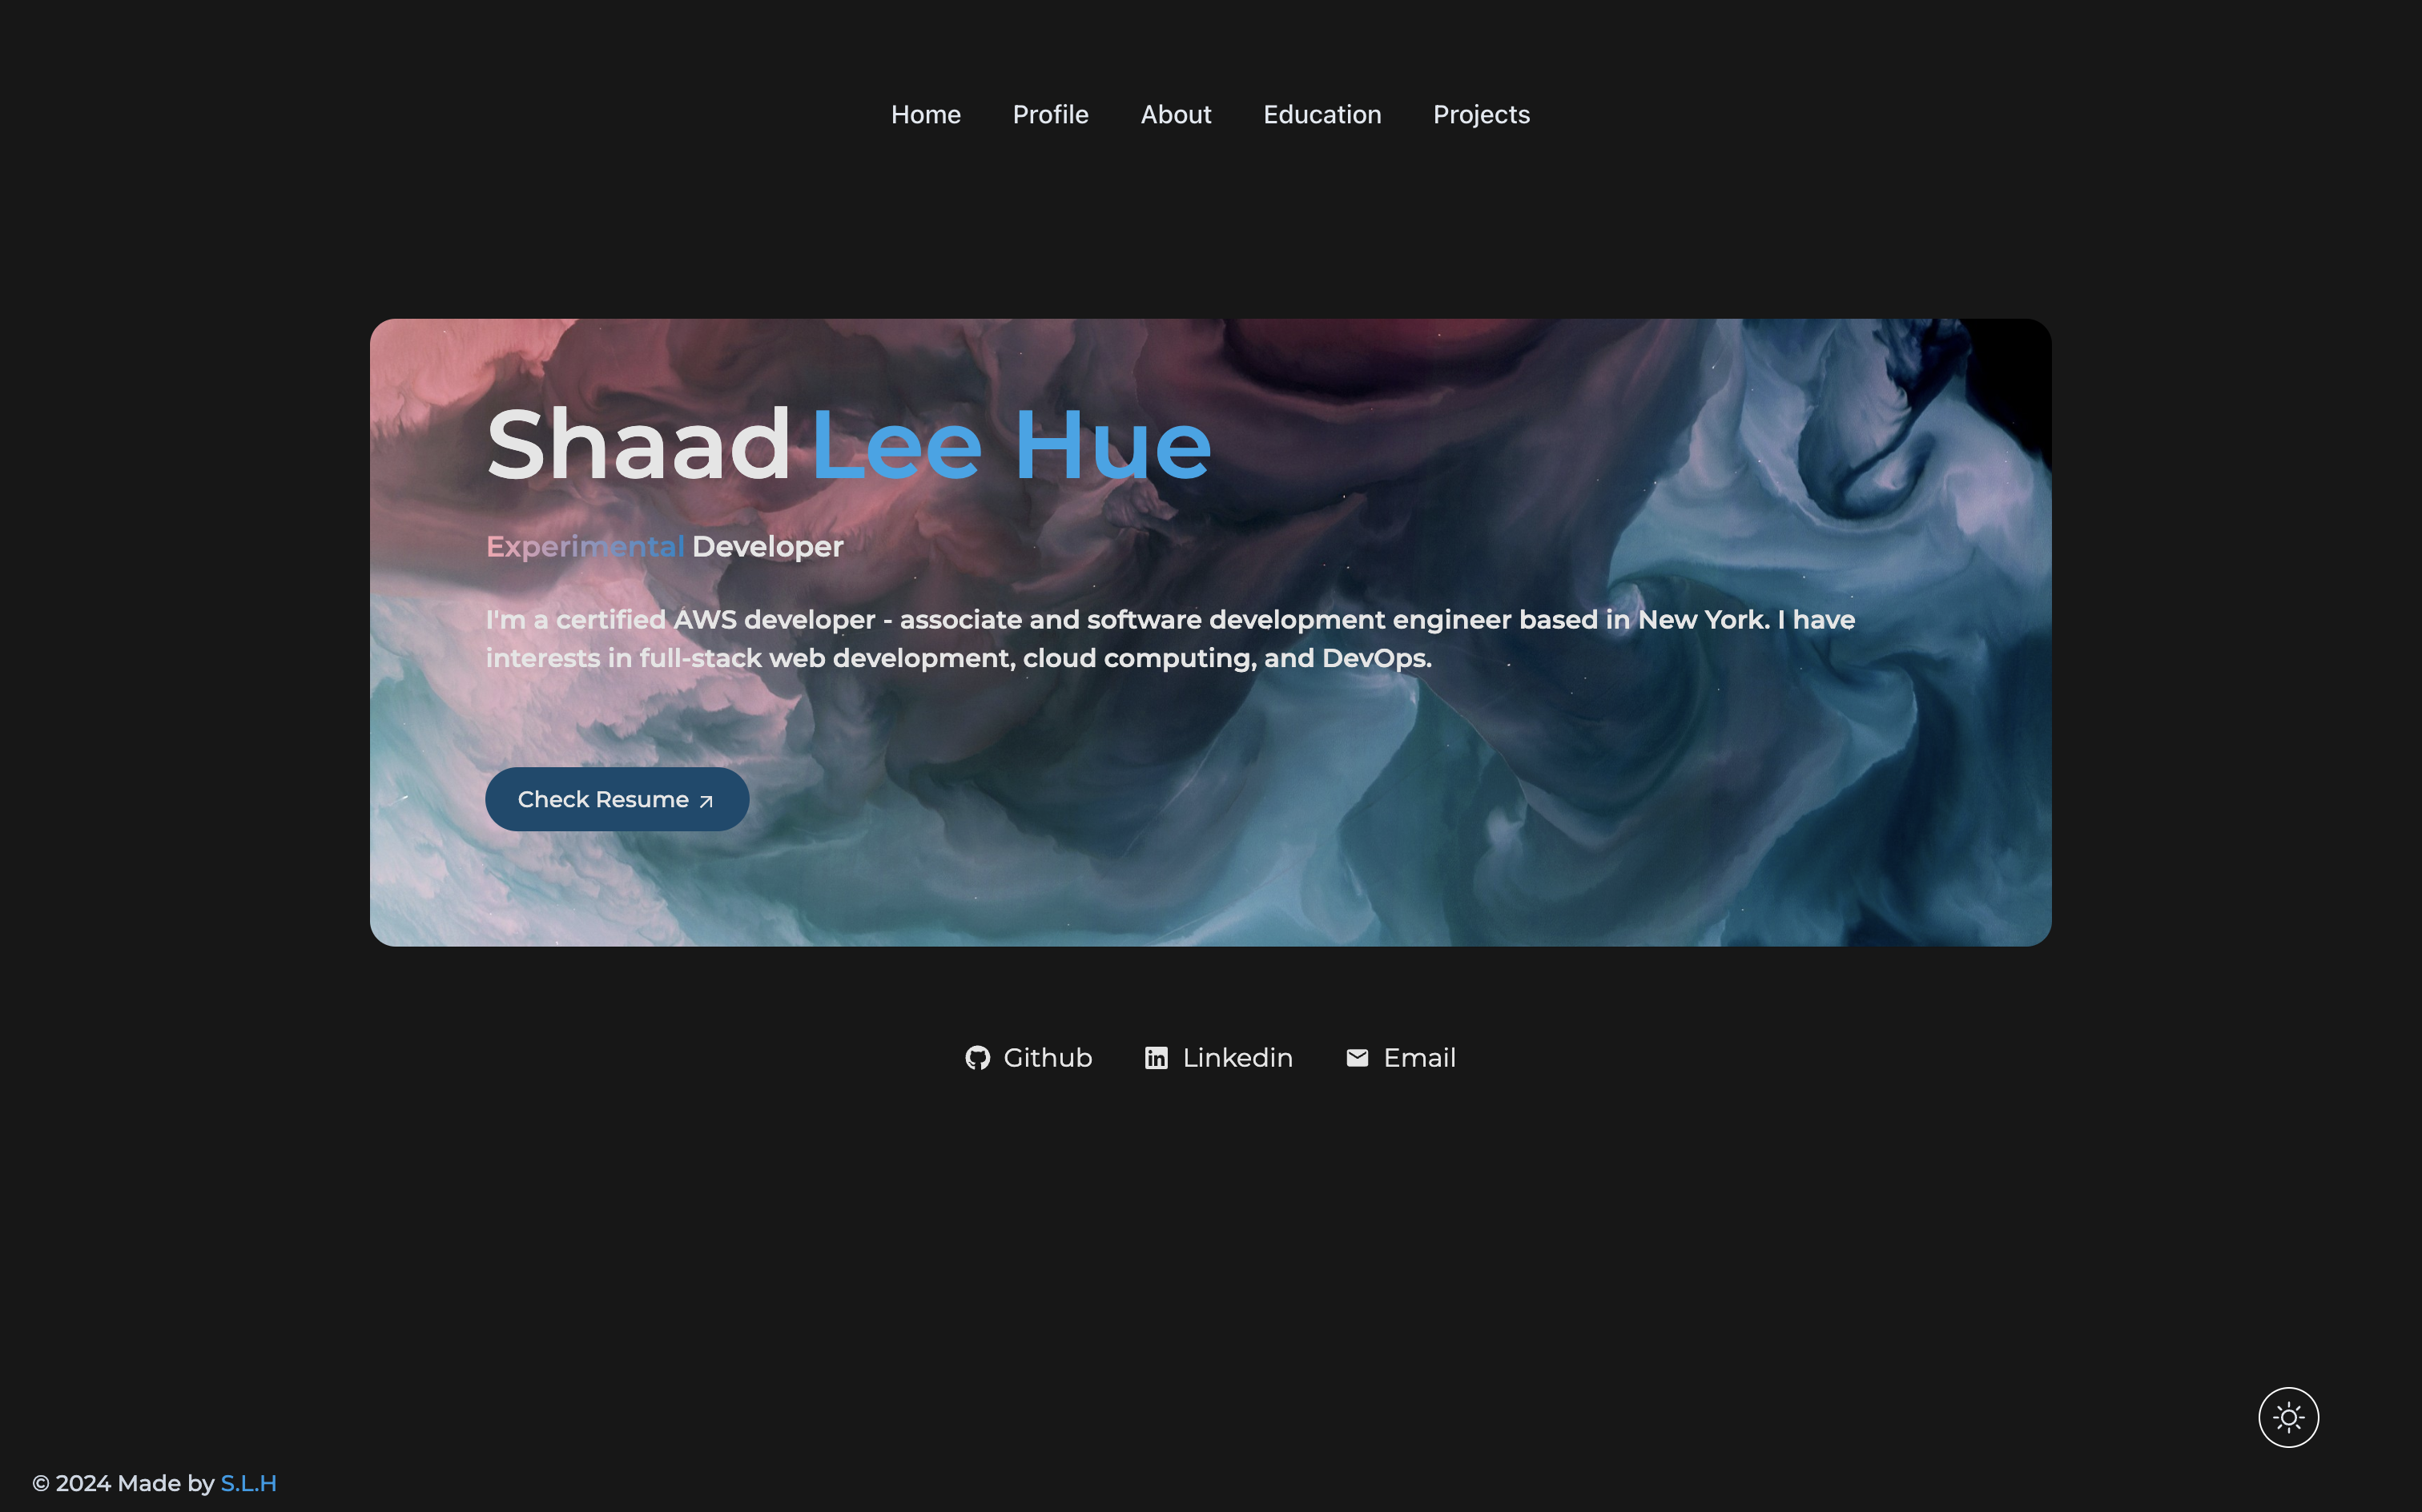 Home Profile About Education Projects
Shaad Lee Hue
Experimental Developer
I'm a certified AWS developer - associate and software development engineer based in New York. I have
interests in full-stack web development, cloud computing, and DevOps.
Check Resume
Github Linkedin Email
© 2024 Made by S.L.H